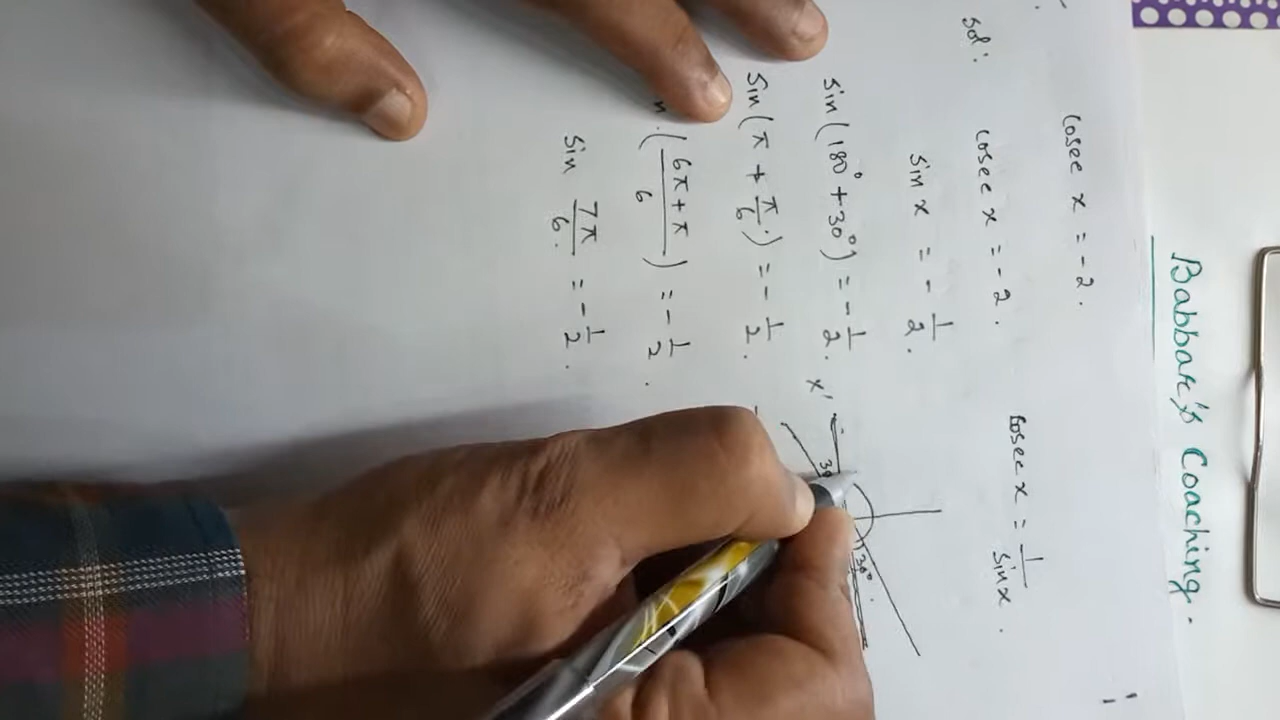 Babbar's Coaching.
cosec x = -2.
cosec x = 1/sin x.
Sol:
cosec x = -2.
sin x = -1/2.
sin(180° + 30°) = -1/2.
sin(π + π/6.) = -1/2.
(6π+π/6) = -1/2.
sin 7π/6. = -1/2.
x'
30°